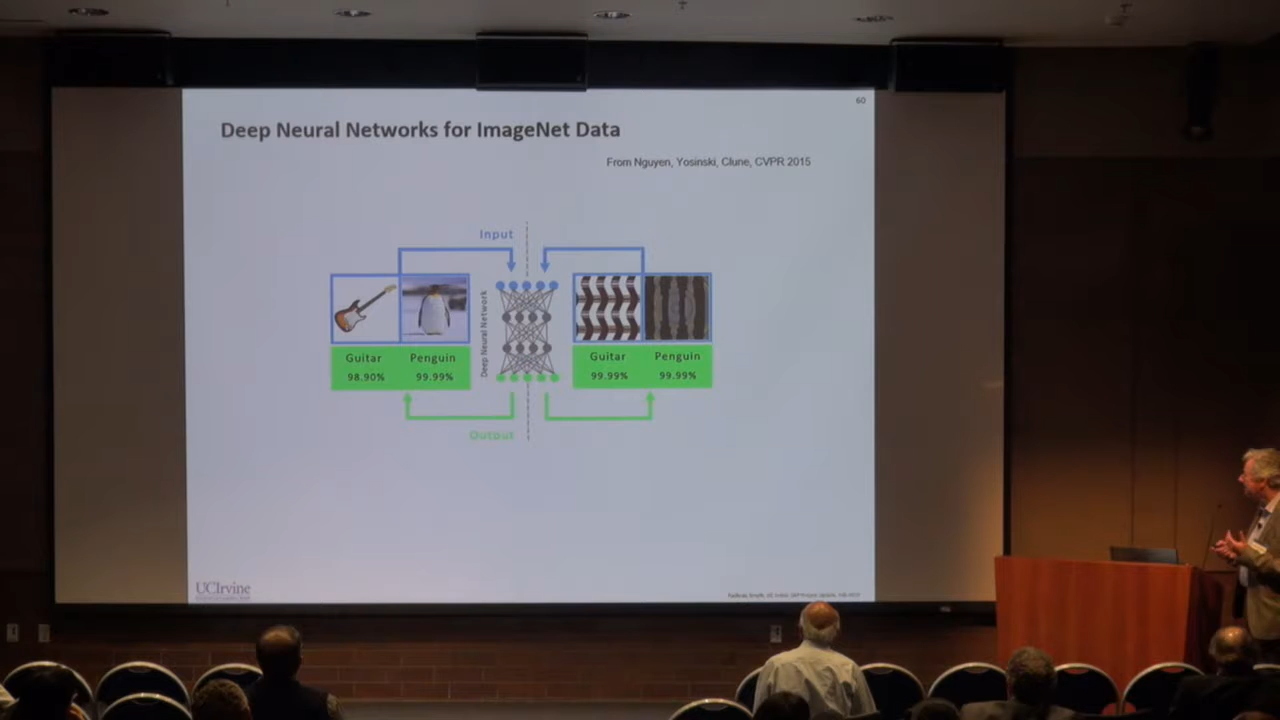 60
Deep Neural Networks for ImageNet Data
From Nguyen, Yosinski, Clune, CVPR 2015
Input
Deep Neural Network
Guitar Penguin
98.90% 99.99%
Guitar Penguin
99.99% 99.99%
Output
UCIrvine